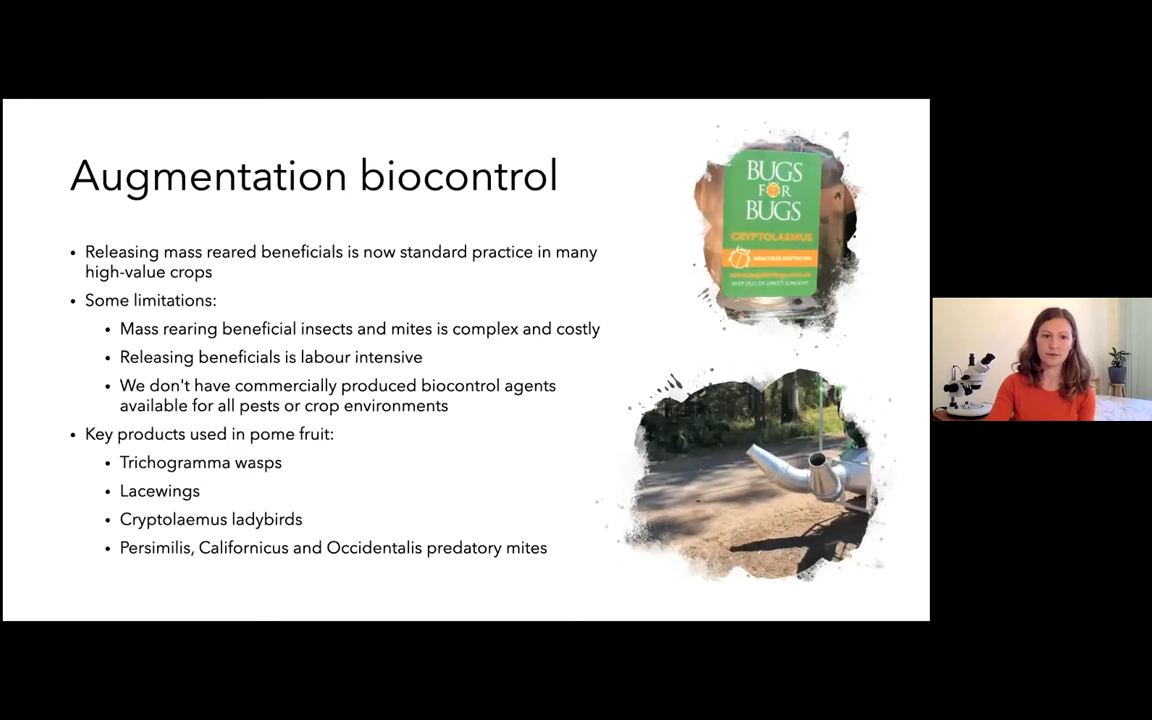 Augmentation biocontrol
• Releasing mass reared beneficials is now standard practice in many
high-value crops
• Some limitations:
• Mass rearing beneficial insects and mites is complex and costly
• Releasing beneficials is labour intensive
• We don't have commercially produced biocontrol agents
available for all pests or crop environments
• Key products used in pome fruit:
• Trichogramma wasps
• Lacewings
• Cryptolaemus ladybirds
• Persimilis, Californicus and Occidentalis predatory mites
BUGS
FOR
BUGS
CRYPTOLAEMUS
MEALYBUG DESTROYER
KEEP OUT OF DIRECT SUNLIGHT